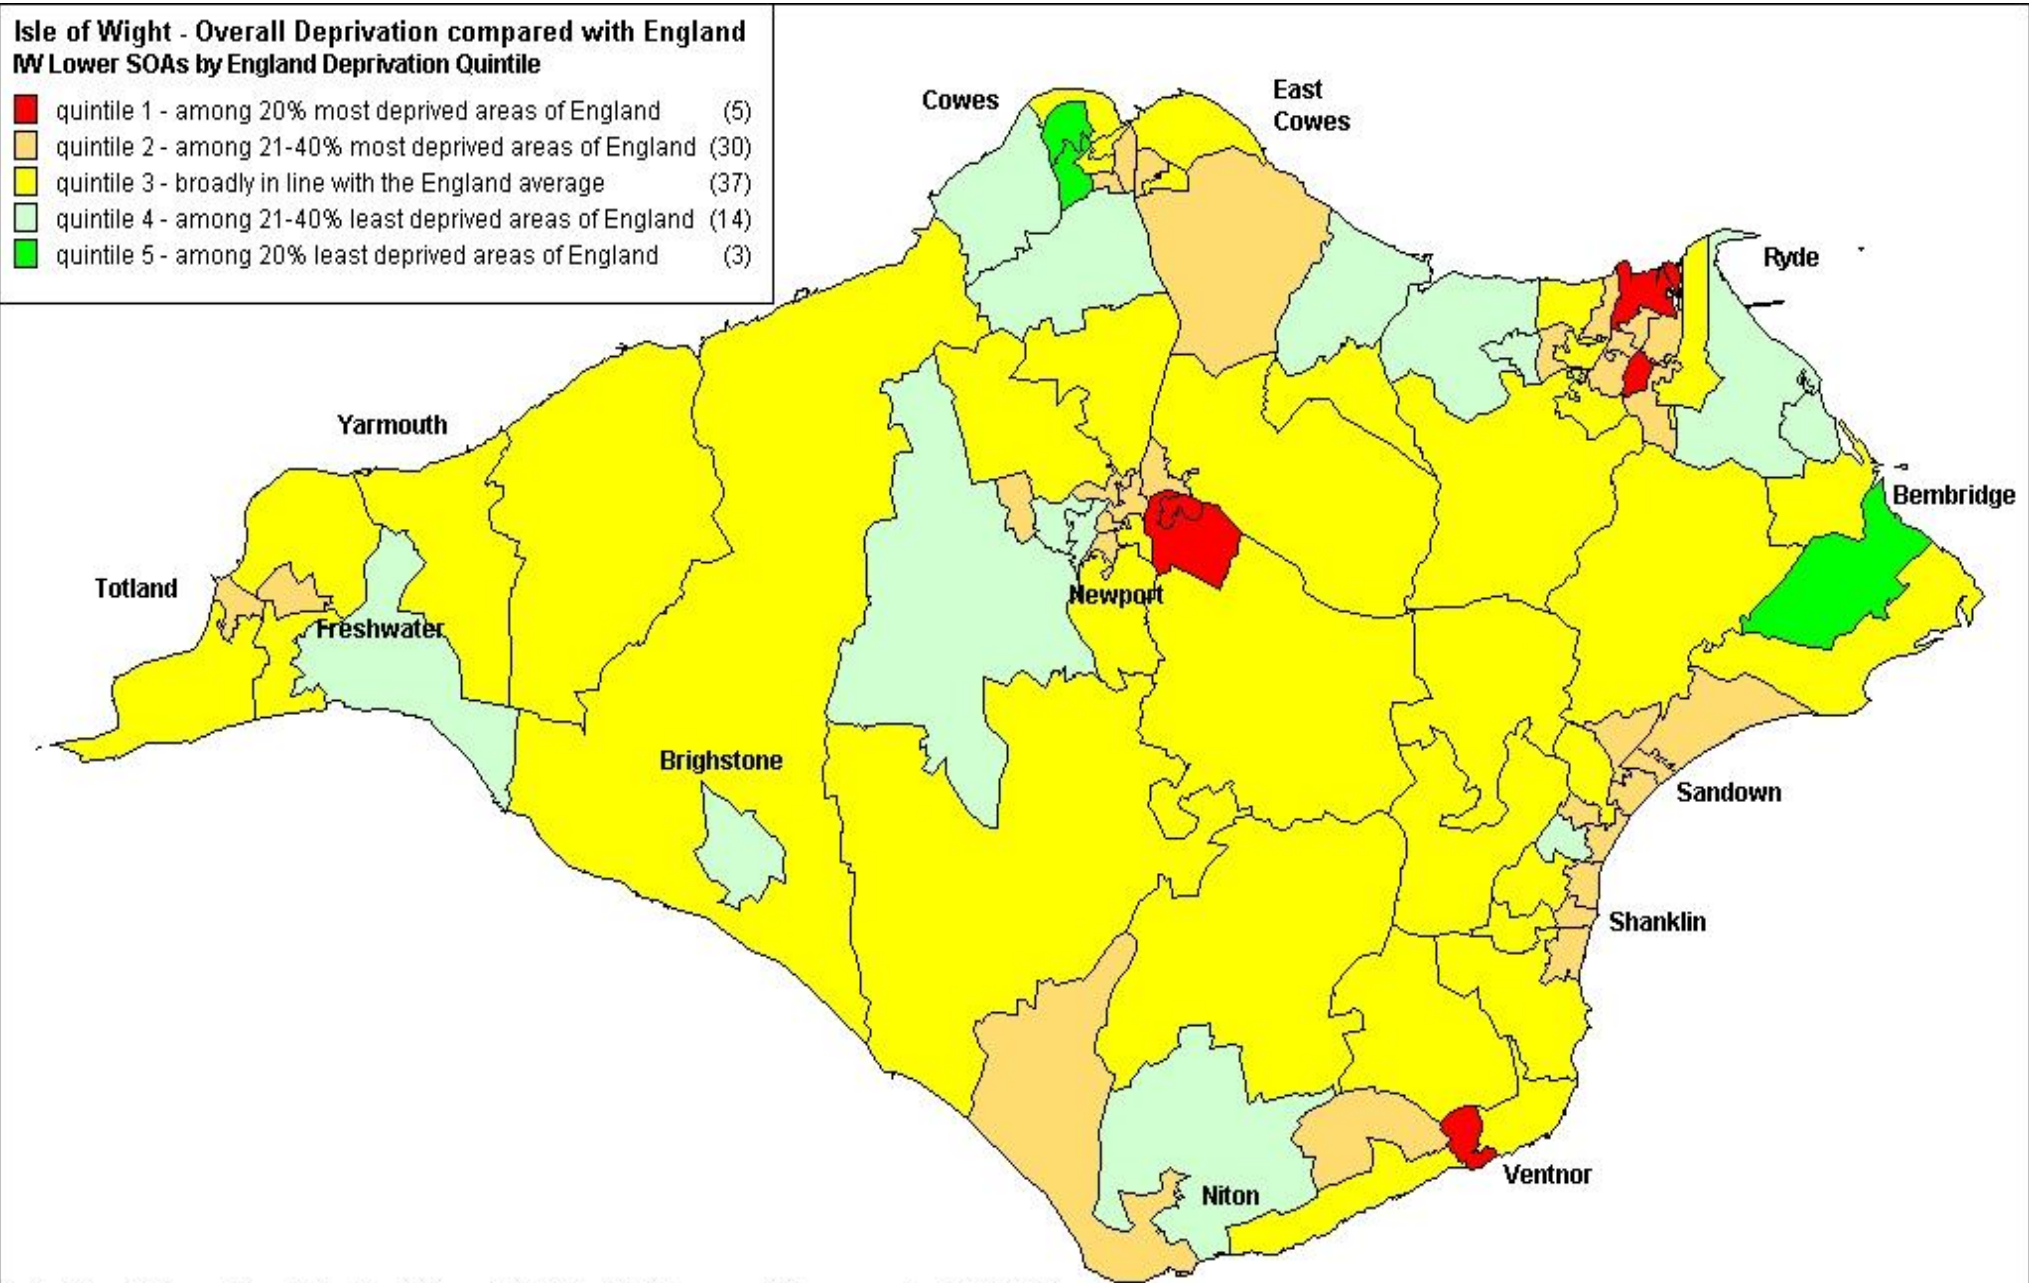 Isle of Wight - Overall Deprivation compared with England
IW Lower SOAs by England Deprivation Quintile
quintile 1 - among 20% most deprived areas of England (5)
quintile 2 - among 21-40% most deprived areas of England (30)
quintile 3 - broadly in line with the England average (37)
quintile 4 - among 21-40% least deprived areas of England (14)
quintile 5 - among 20% least deprived areas of England (3)
Cowes
East
Cowes
Ryde
Yarmouth
Bembridge
Totland
Newport
Freshwater
Brighstone
Sandown
Shanklin
Ventnor
Niton